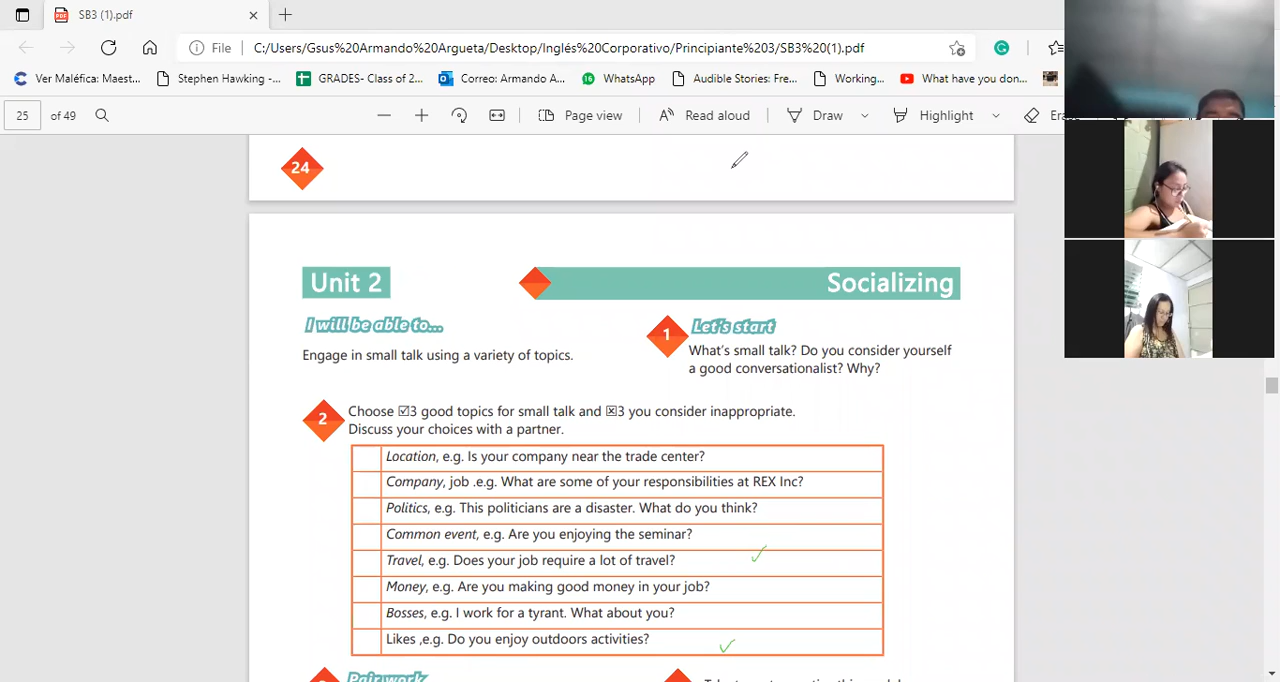 SB3 (1).pdf
File C:/Users/Gsus%20Armando%20Argueta/Desktop/Inglés%20Corporativo/Principiante%203/SB3%20(1).pdf
Ver Maléfica: Maest... Stephen Hawking -... GRADES- Class of 2... Correo: Armando A... 16 WhatsApp Audible Stories: Fre... Working,... What have you don...
25 of 49 Page view Read aloud Draw Highlight
24
Unit 2 Socializing
I will be able to...
Engage in small talk using a variety of topics.
1 Let's start
What's small talk? Do you consider yourself
a good conversationalist? Why?
2 Choose ☑3 good topics for small talk and ☒3 you consider inappropriate.
Discuss your choices with a partner.
Location, e.g. Is your company near the trade center?
Company, job .e.g. What are some of your responsibilities at REX Inc?
Politics, e.g. This politicians are a disaster. What do you think?
Common event, e.g. Are you enjoying the seminar?
Travel, e.g. Does your job require a lot of travel?
Money, e.g. Are you making good money in your job?
Bosses, e.g. I work for a tyrant. What about you?
Likes ,e.g. Do you enjoy outdoors activities?
Pair work